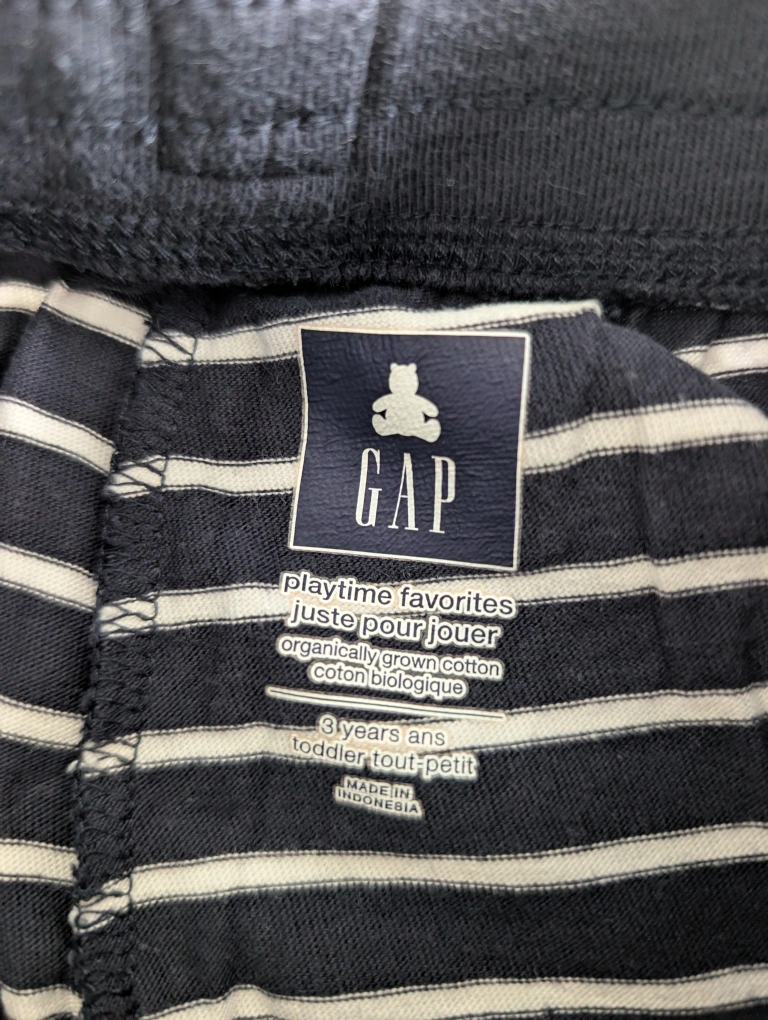 GAP
playtime favorites
juste pour jouer
organically grown cotton
coton biologique
3 years ans
toddler tout-petit
MADE IN
INDONESIA